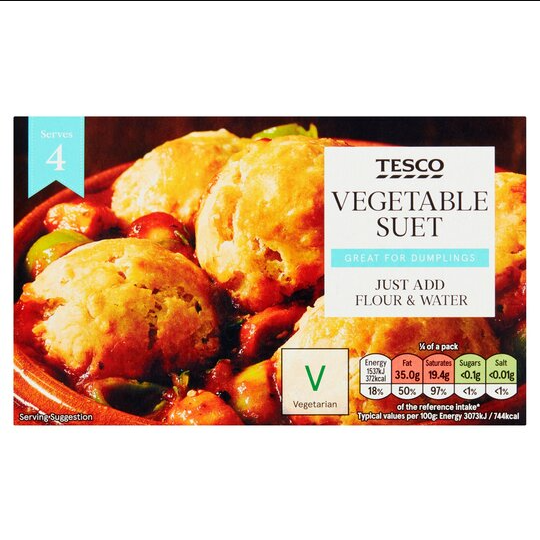 Serves
4
TESCO
VEGETABLE
SUET
GREAT FOR DUMPLINGS
JUST ADD
FLOUR & WATER
V
Vegetarian
¼ of a pack
Energy
1537kJ
372kcal
18%
Fat
35.0g
50%
Saturates
19.4g
97%
Sugars
<0.1g
<1%
Salt
<0.01g
<1%
of the reference intake*
Typical values per 100g: Energy 3073kJ / 744kcal
Serving Suggestion